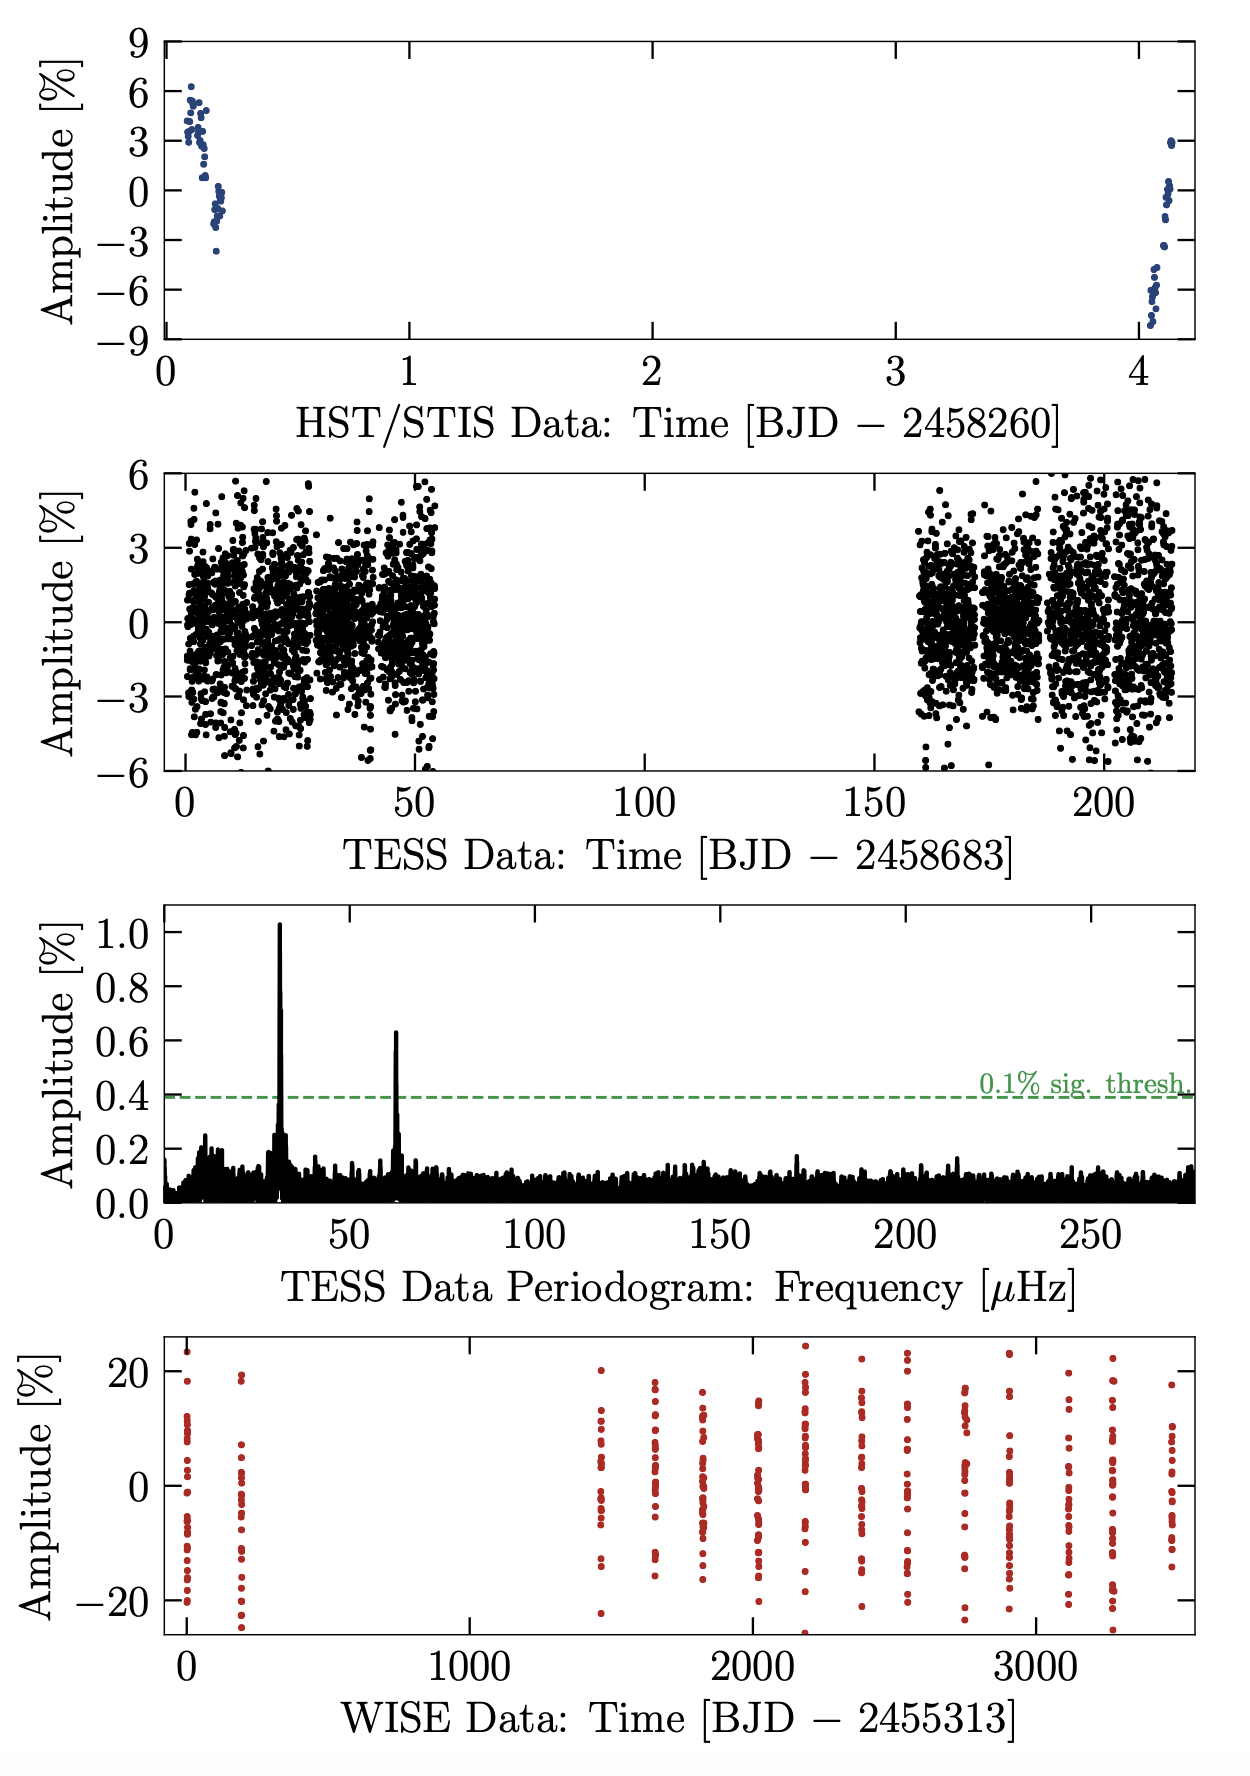 Amplitude [%]
9
6
3
0
−3
−6
−9
0 1 2 3 4
HST/STIS Data: Time [BJD − 2458260]
Amplitude [%]
6
3
0
−3
−6
0 50 100 150 200
TESS Data: Time [BJD − 2458683]
Amplitude [%]
1.0
0.8
0.6
0.4
0.2
0.0
0.1% sig. thresh.
0 50 100 150 200 250
TESS Data Periodogram: Frequency [μHz]
Amplitude [%]
20
0
−20
0 1000 2000 3000
WISE Data: Time [BJD − 2455313]